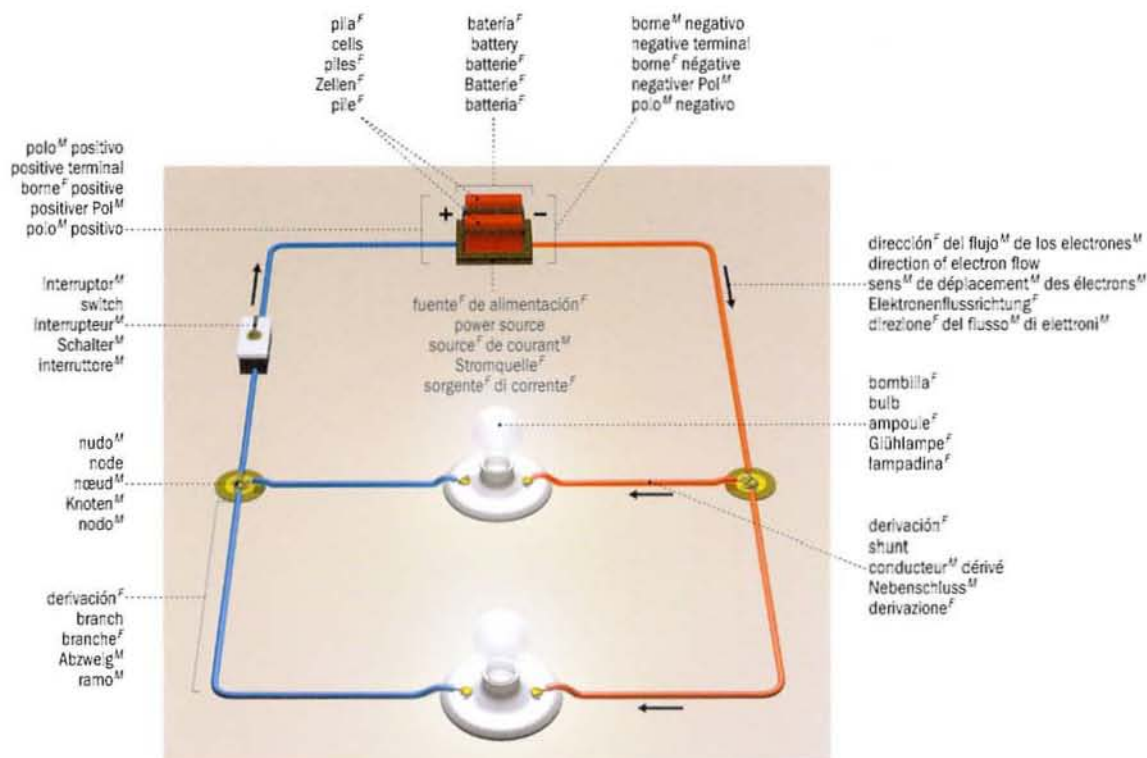 pila^F
cells
piles^F
Zellen^F
pile^F
batería^F
battery
batterie^F
Batterie^F
batteria^F
borne^M negativo
negative terminal
borne^F négative
negativer Pol^M
polo^M negativo
polo^M positivo
positive terminal
borne^F positive
positiver Pol^M
polo^M positivo
+
−
dirección^F del flujo^M de los electrones^M
direction of electron flow
sens^M de déplacement^M des électrons^M
Elektronenflussrichtung^F
direzione^F del flusso^M di elettroni^M
interruptor^M
switch
interrupteur^M
Schalter^M
interruttore^M
fuente^F de alimentación^F
power source
source^F de courant^M
Stromquelle^F
sorgente^F di corrente^F
bombilla^F
bulb
ampoule^F
Glühlampe^F
lampadina^F
nudo^M
node
nœud^M
Knoten^M
nodo^M
derivación^F
shunt
conducteur^M dérivé
Nebenschluss^M
derivazione^F
derivación^F
branch
branche^F
Abzweig^M
ramo^M